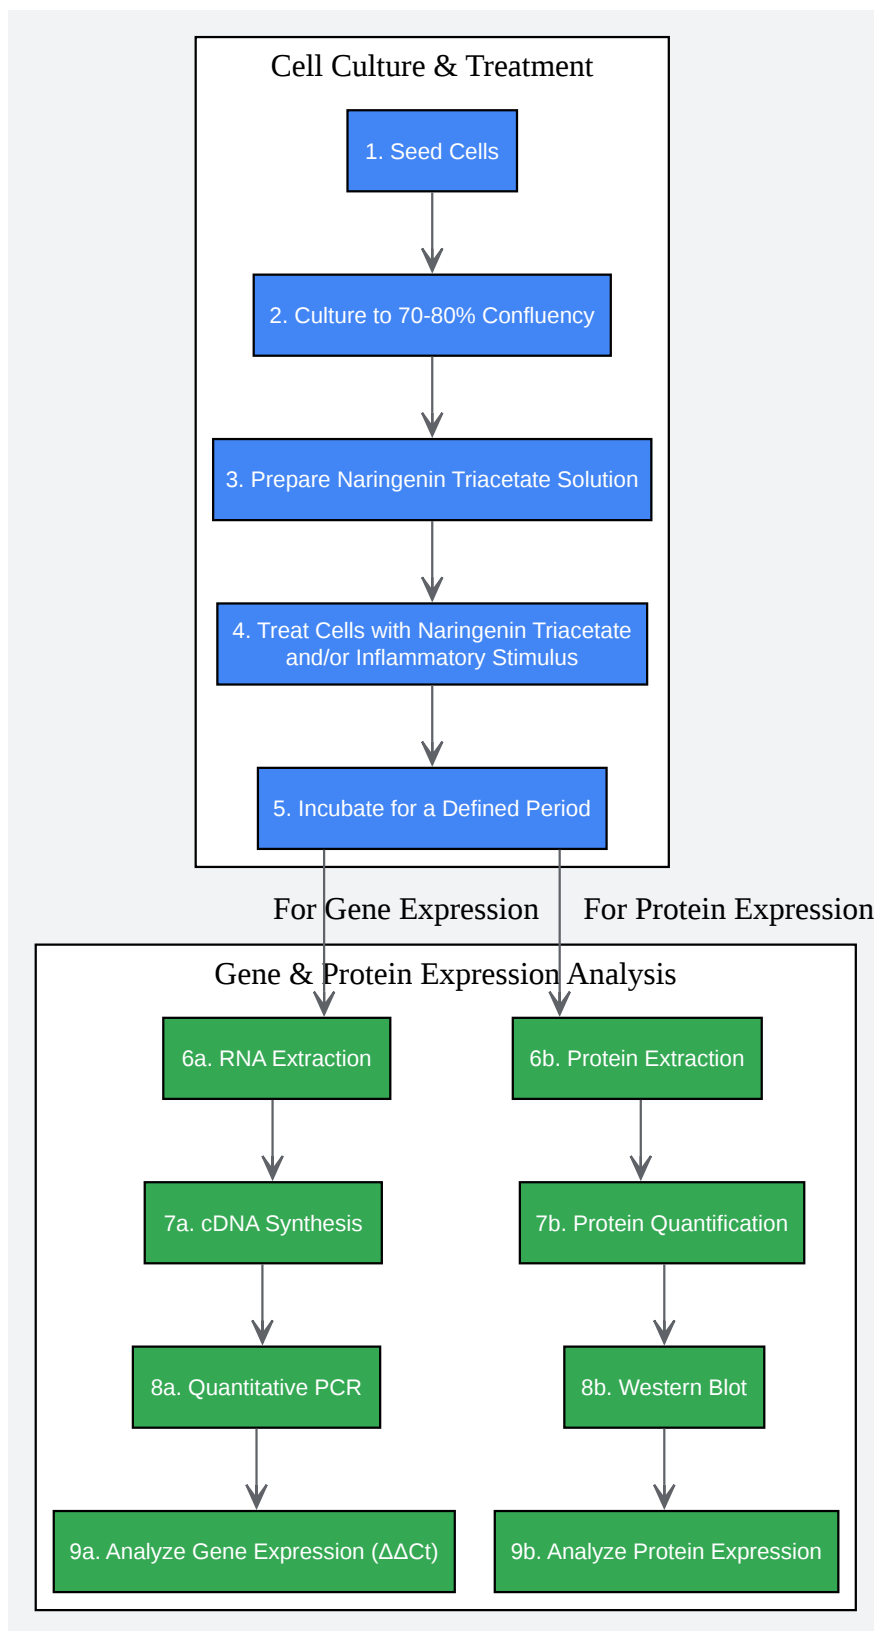 Cell Culture & Treatment
1. Seed Cells
2. Culture to 70-80% Confluency
3. Prepare Naringenin Triacetate Solution
4. Treat Cells with Naringenin Triacetate
and/or Inflammatory Stimulus
5. Incubate for a Defined Period
For Gene Expression
For Protein Expression
Gene & Protein Expression Analysis
6a. RNA Extraction
6b. Protein Extraction
7a. cDNA Synthesis
7b. Protein Quantification
8a. Quantitative PCR
8b. Western Blot
9a. Analyze Gene Expression (ΔΔCt)
9b. Analyze Protein Expression